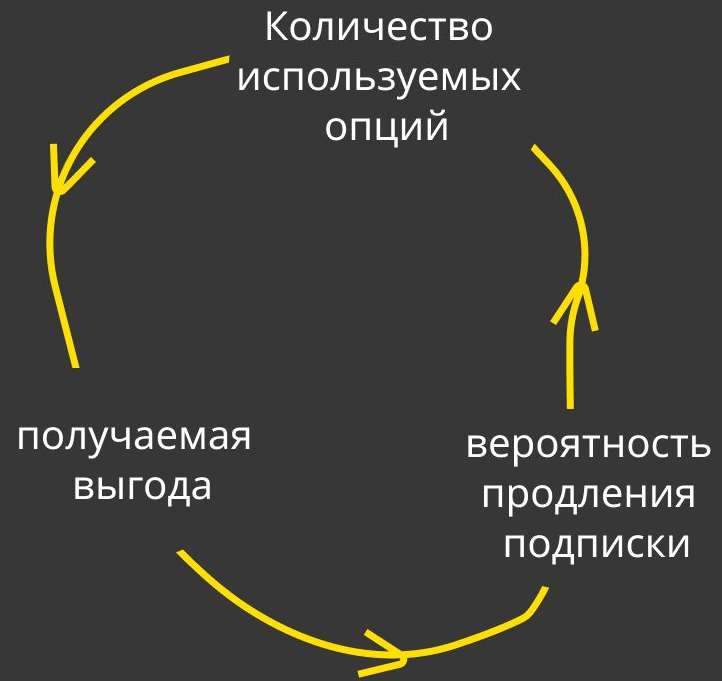 Количество
используемых
опций
получаемая
выгода
вероятность
продления
подписки